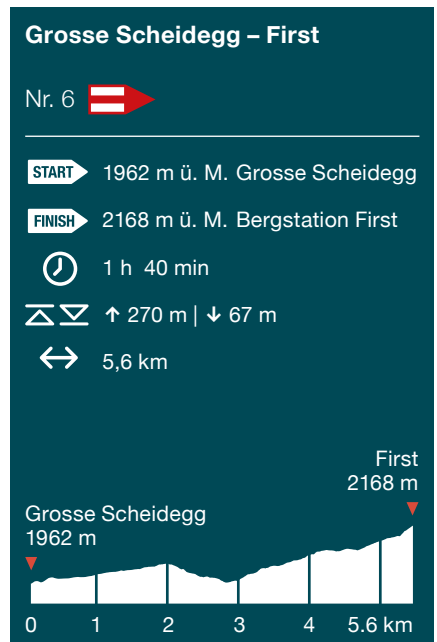 Grosse Scheidegg – First
Nr. 6
START 1962 m ü. M. Grosse Scheidegg
FINISH 2168 m ü. M. Bergstation First
1 h 40 min
↑ 270 m | ↓ 67 m
5,6 km
First
2168 m
Grosse Scheidegg
1962 m
0 1 2 3 4 5.6 km